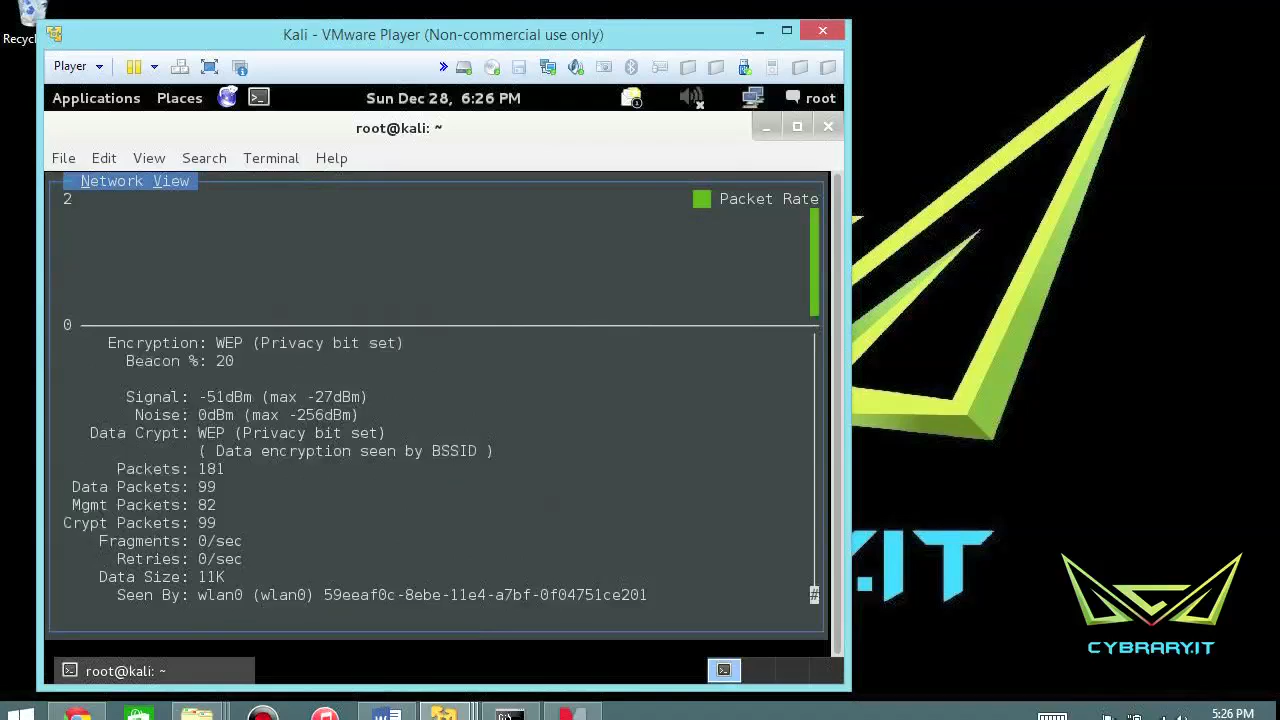 Recycl
Kali - VMware Player (Non-commercial use only)
Player
Applications Places Sun Dec 28, 6:26 PM root
root@kali: ~
File Edit View Search Terminal Help
Network View
2 Packet Rate
0
Encryption: WEP (Privacy bit set)
Beacon %: 20
Signal: -51dBm (max -27dBm)
Noise: 0dBm (max -256dBm)
Data Crypt: WEP (Privacy bit set)
( Data encryption seen by BSSID )
Packets: 181
Data Packets: 99
Mgmt Packets: 82
Crypt Packets: 99
Fragments: 0/sec
Retries: 0/sec
Data Size: 11K
Seen By: wlan0 (wlan0) 59eeaf0c-8ebe-11e4-a7bf-0f04751ce201
Y.IT
CYBRARY.IT
root@kali: ~
5:26 PM